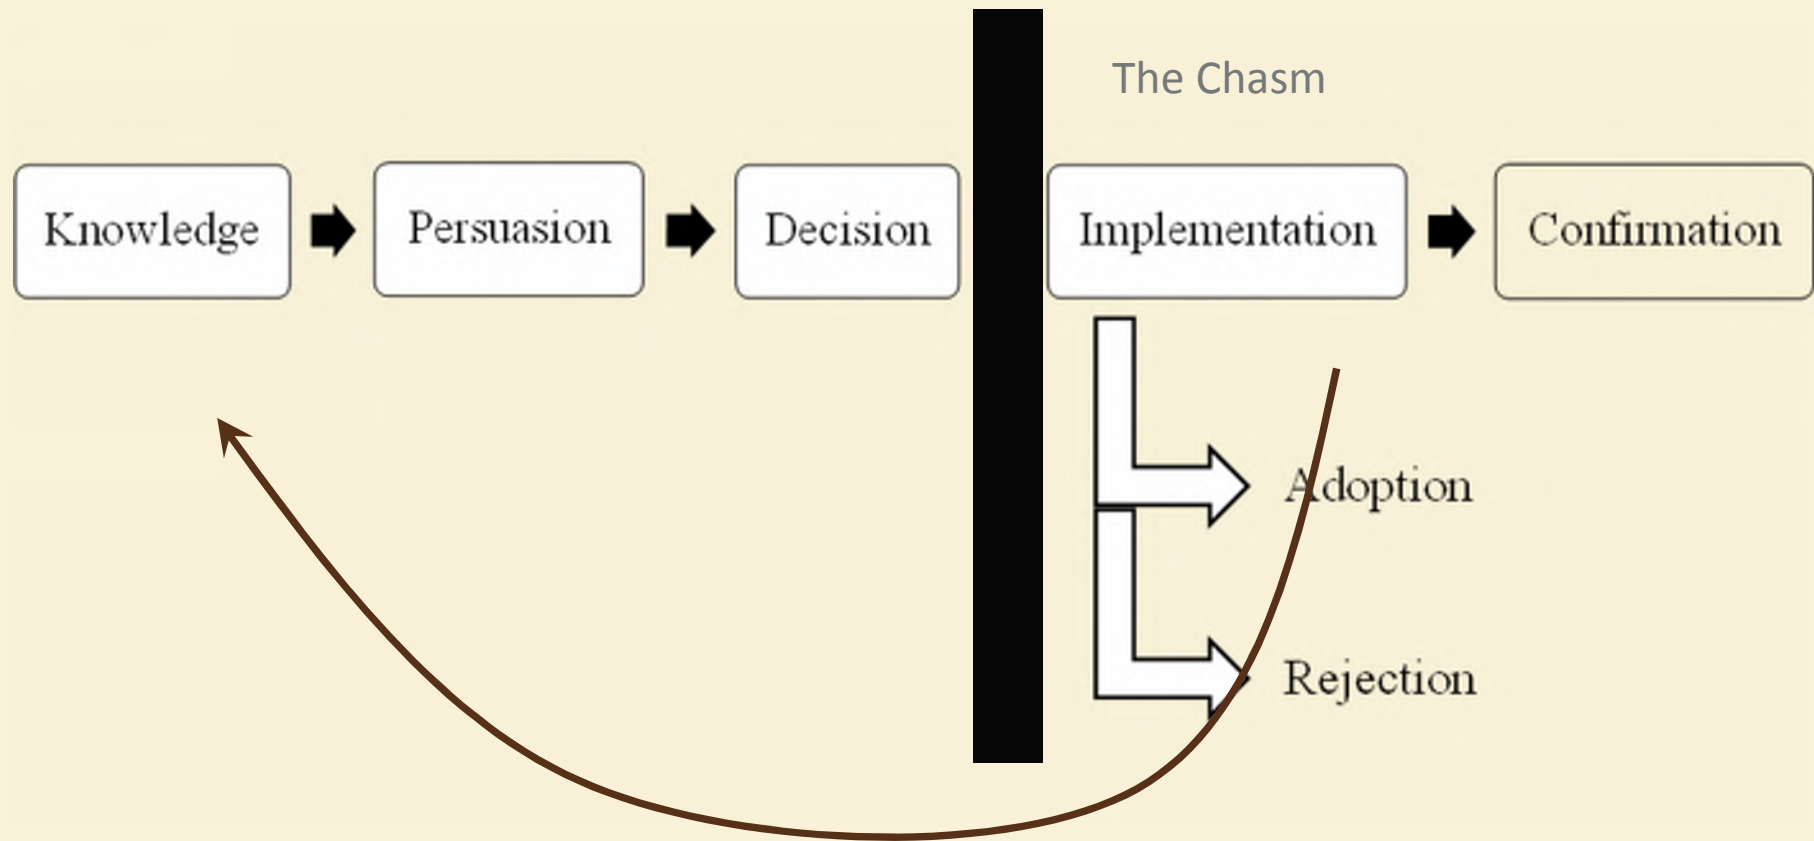 The Chasm
Knowledge
Persuasion
Decision
Implementation
Confirmation
Adoption
Rejection